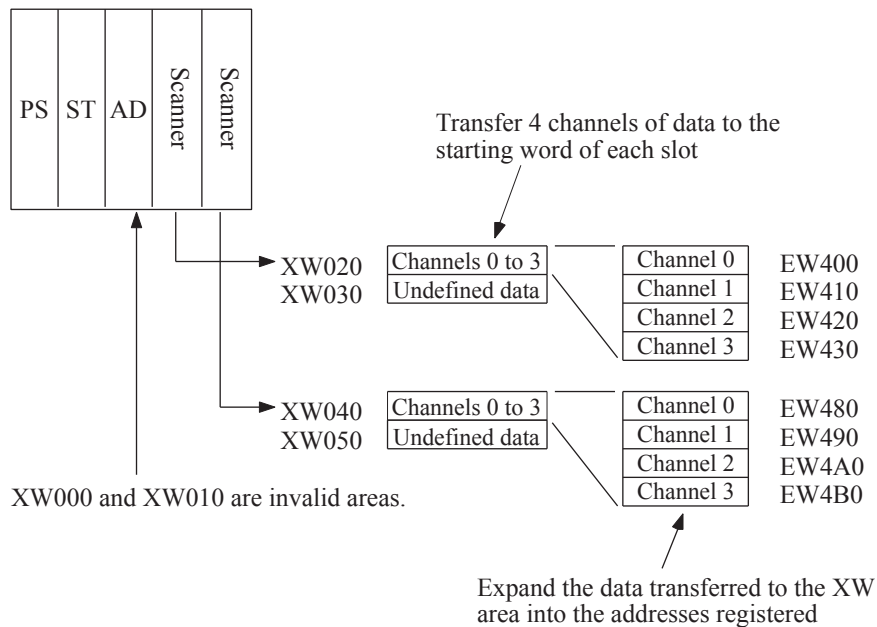 PS
ST
AD
Scanner
Scanner
Transfer 4 channels of data to the
starting word of each slot
XW020
Channels 0 to 3
Channel 0
EW400
XW030
Undefined data
Channel 1
EW410
Channel 2
EW420
Channel 3
EW430
XW040
Channels 0 to 3
Channel 0
EW480
XW050
Undefined data
Channel 1
EW490
Channel 2
EW4A0
Channel 3
EW4B0
XW000 and XW010 are invalid areas.
Expand the data transferred to the XW
area into the addresses registered